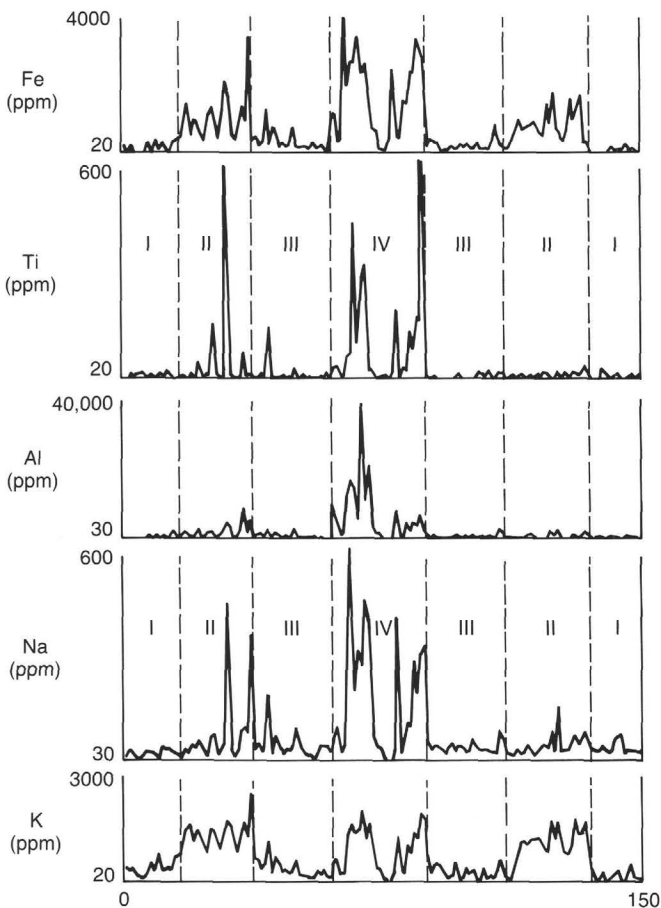 4000
Fe
(ppm)
20
600
I II III IV III II I
Ti
(ppm)
20
40,000
Al
(ppm)
30
600
I II III IV III II I
Na
(ppm)
30
3000
K
(ppm)
20
0 150